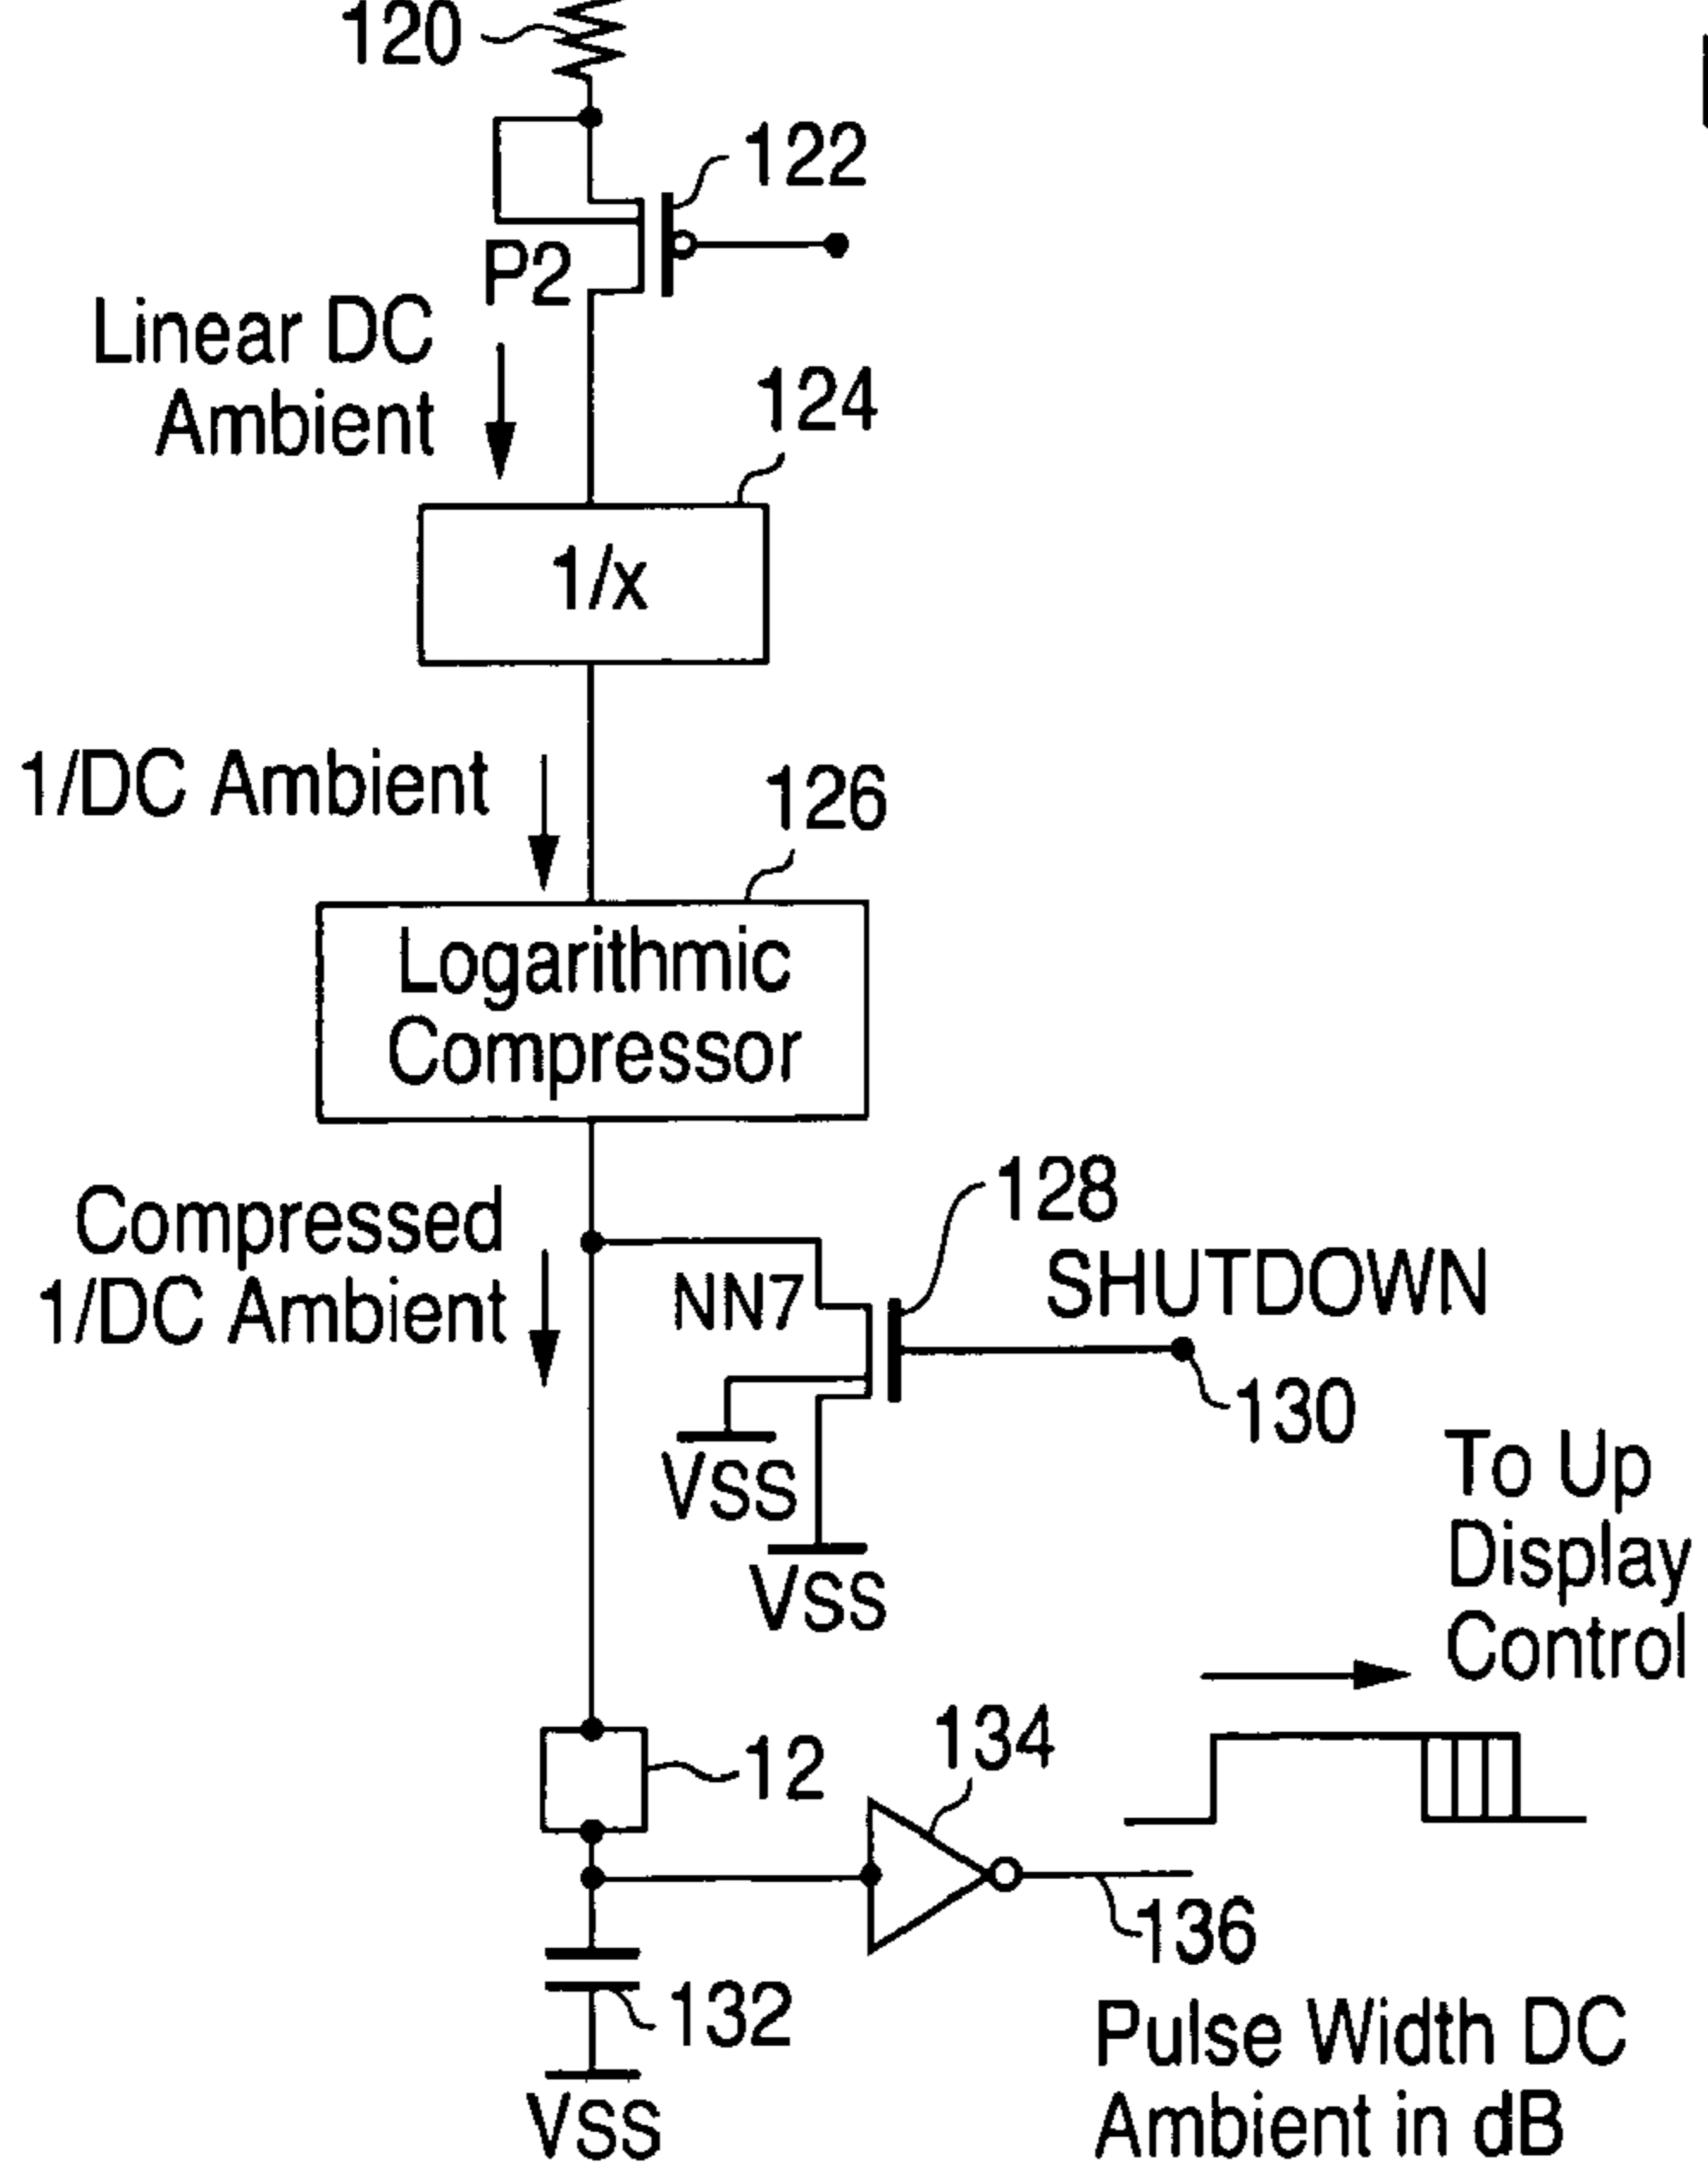 120
122
P2
Linear DC
Ambient
124
1/x
1/DC Ambient
126
Logarithmic
Compressor
Compressed
1/DC Ambient
128
NN7
SHUTDOWN
130
VSS
VSS
To Up
Display
Control
12
134
136
132
VSS
Pulse Width DC
Ambient in dB